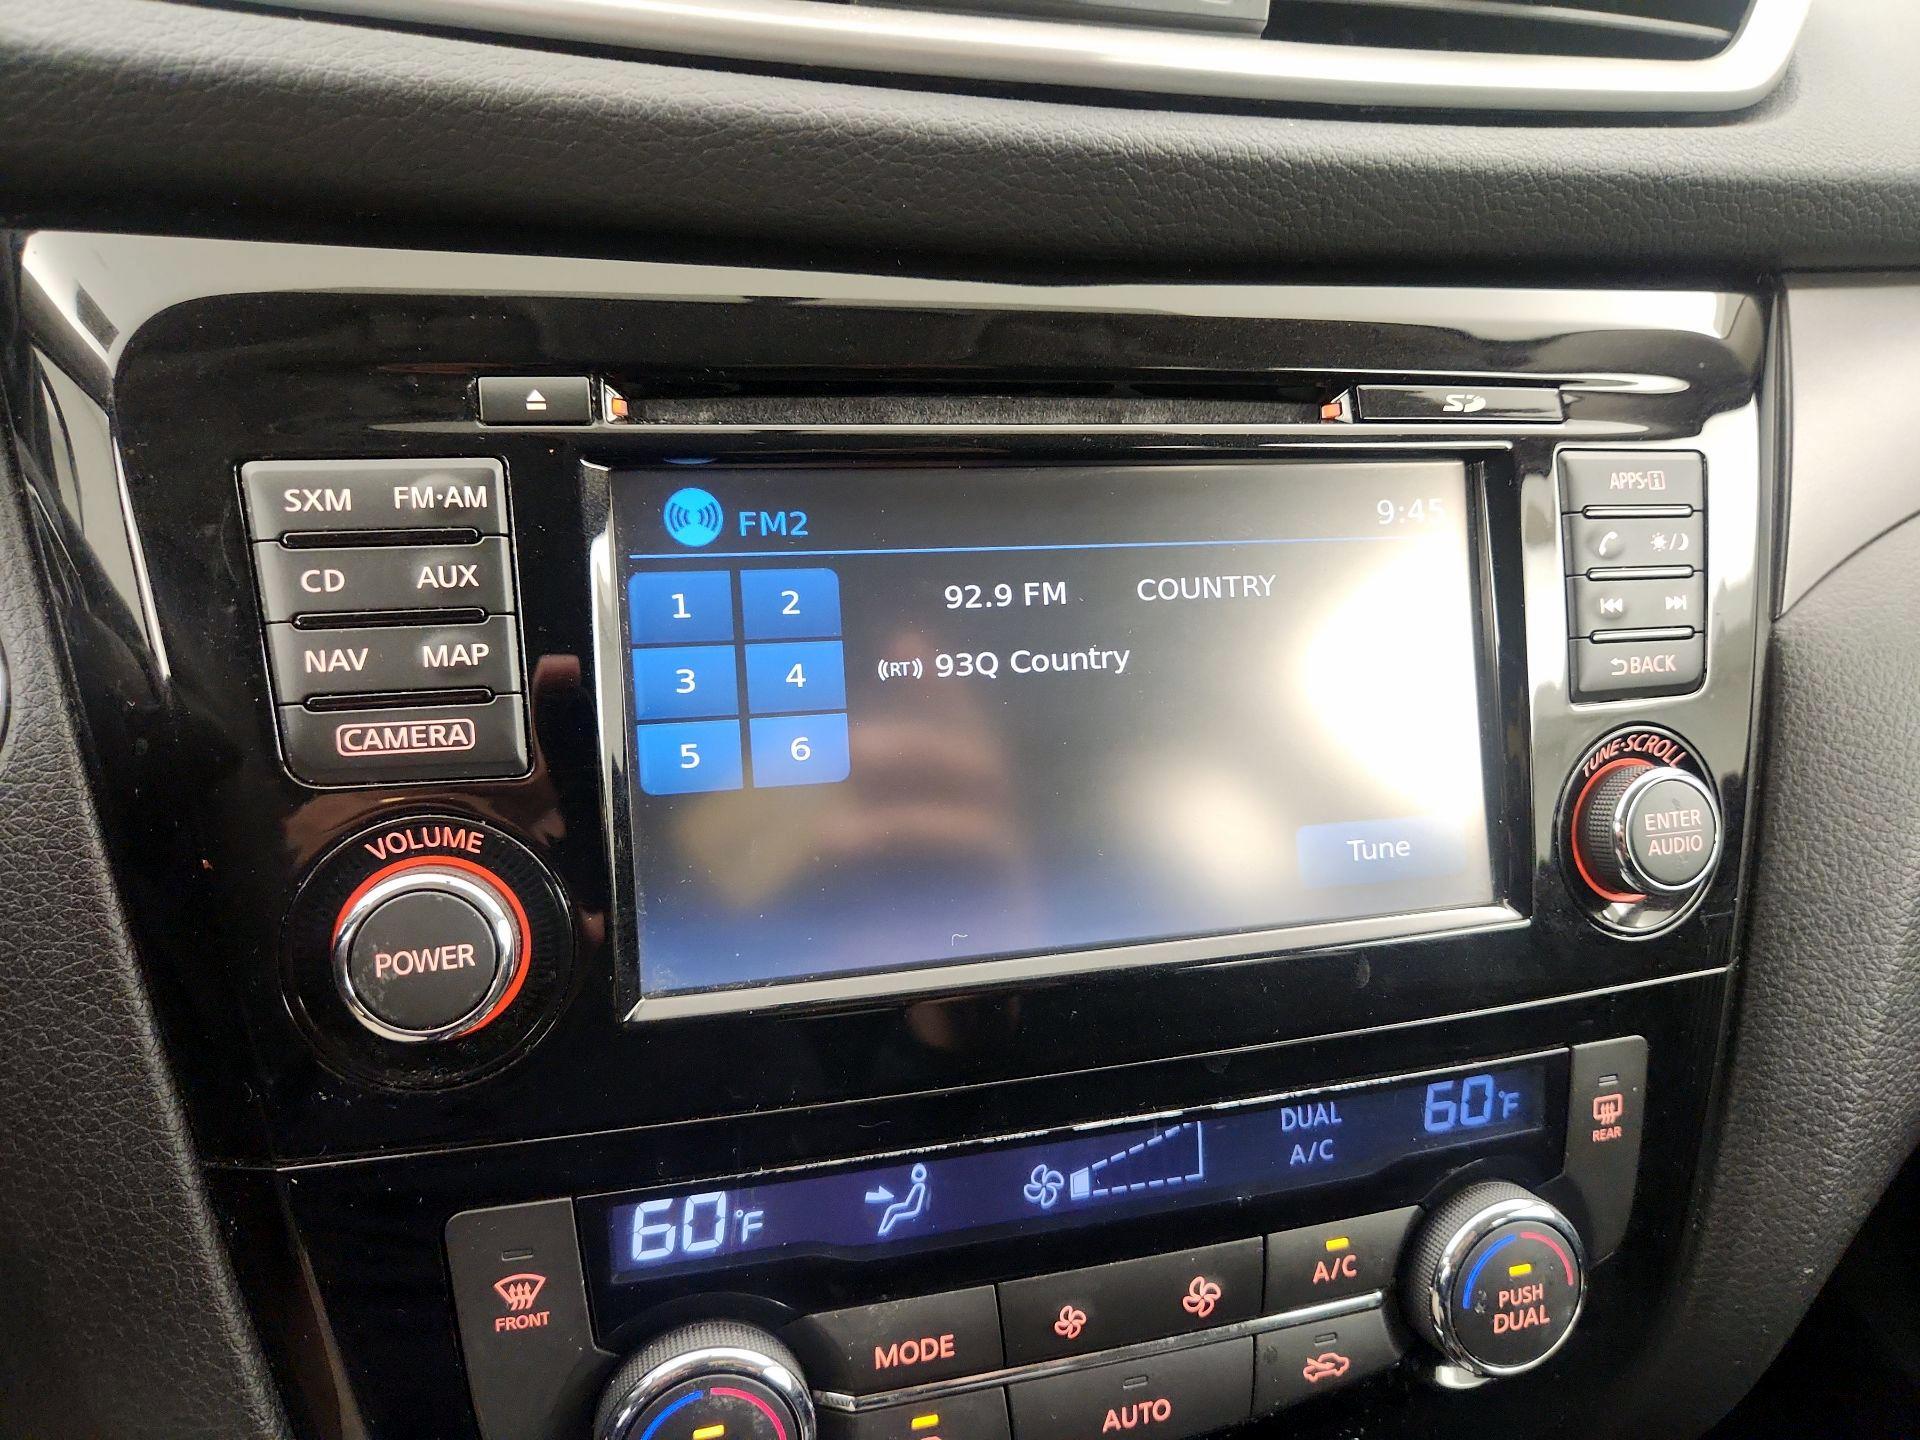 SD
SXM FM·AM
CD AUX
NAV MAP
CAMERA
VOLUME
POWER
FM2 9:45
1 2
3 4
5 6
92.9 FM COUNTRY
(RT) 93Q Country
Tune
APPS·i
BACK
TUNE·SCROLL
ENTER
AUDIO
60°F
DUAL
A/C
60°F
REAR
FRONT
MODE
A/C
PUSH
DUAL
AUTO